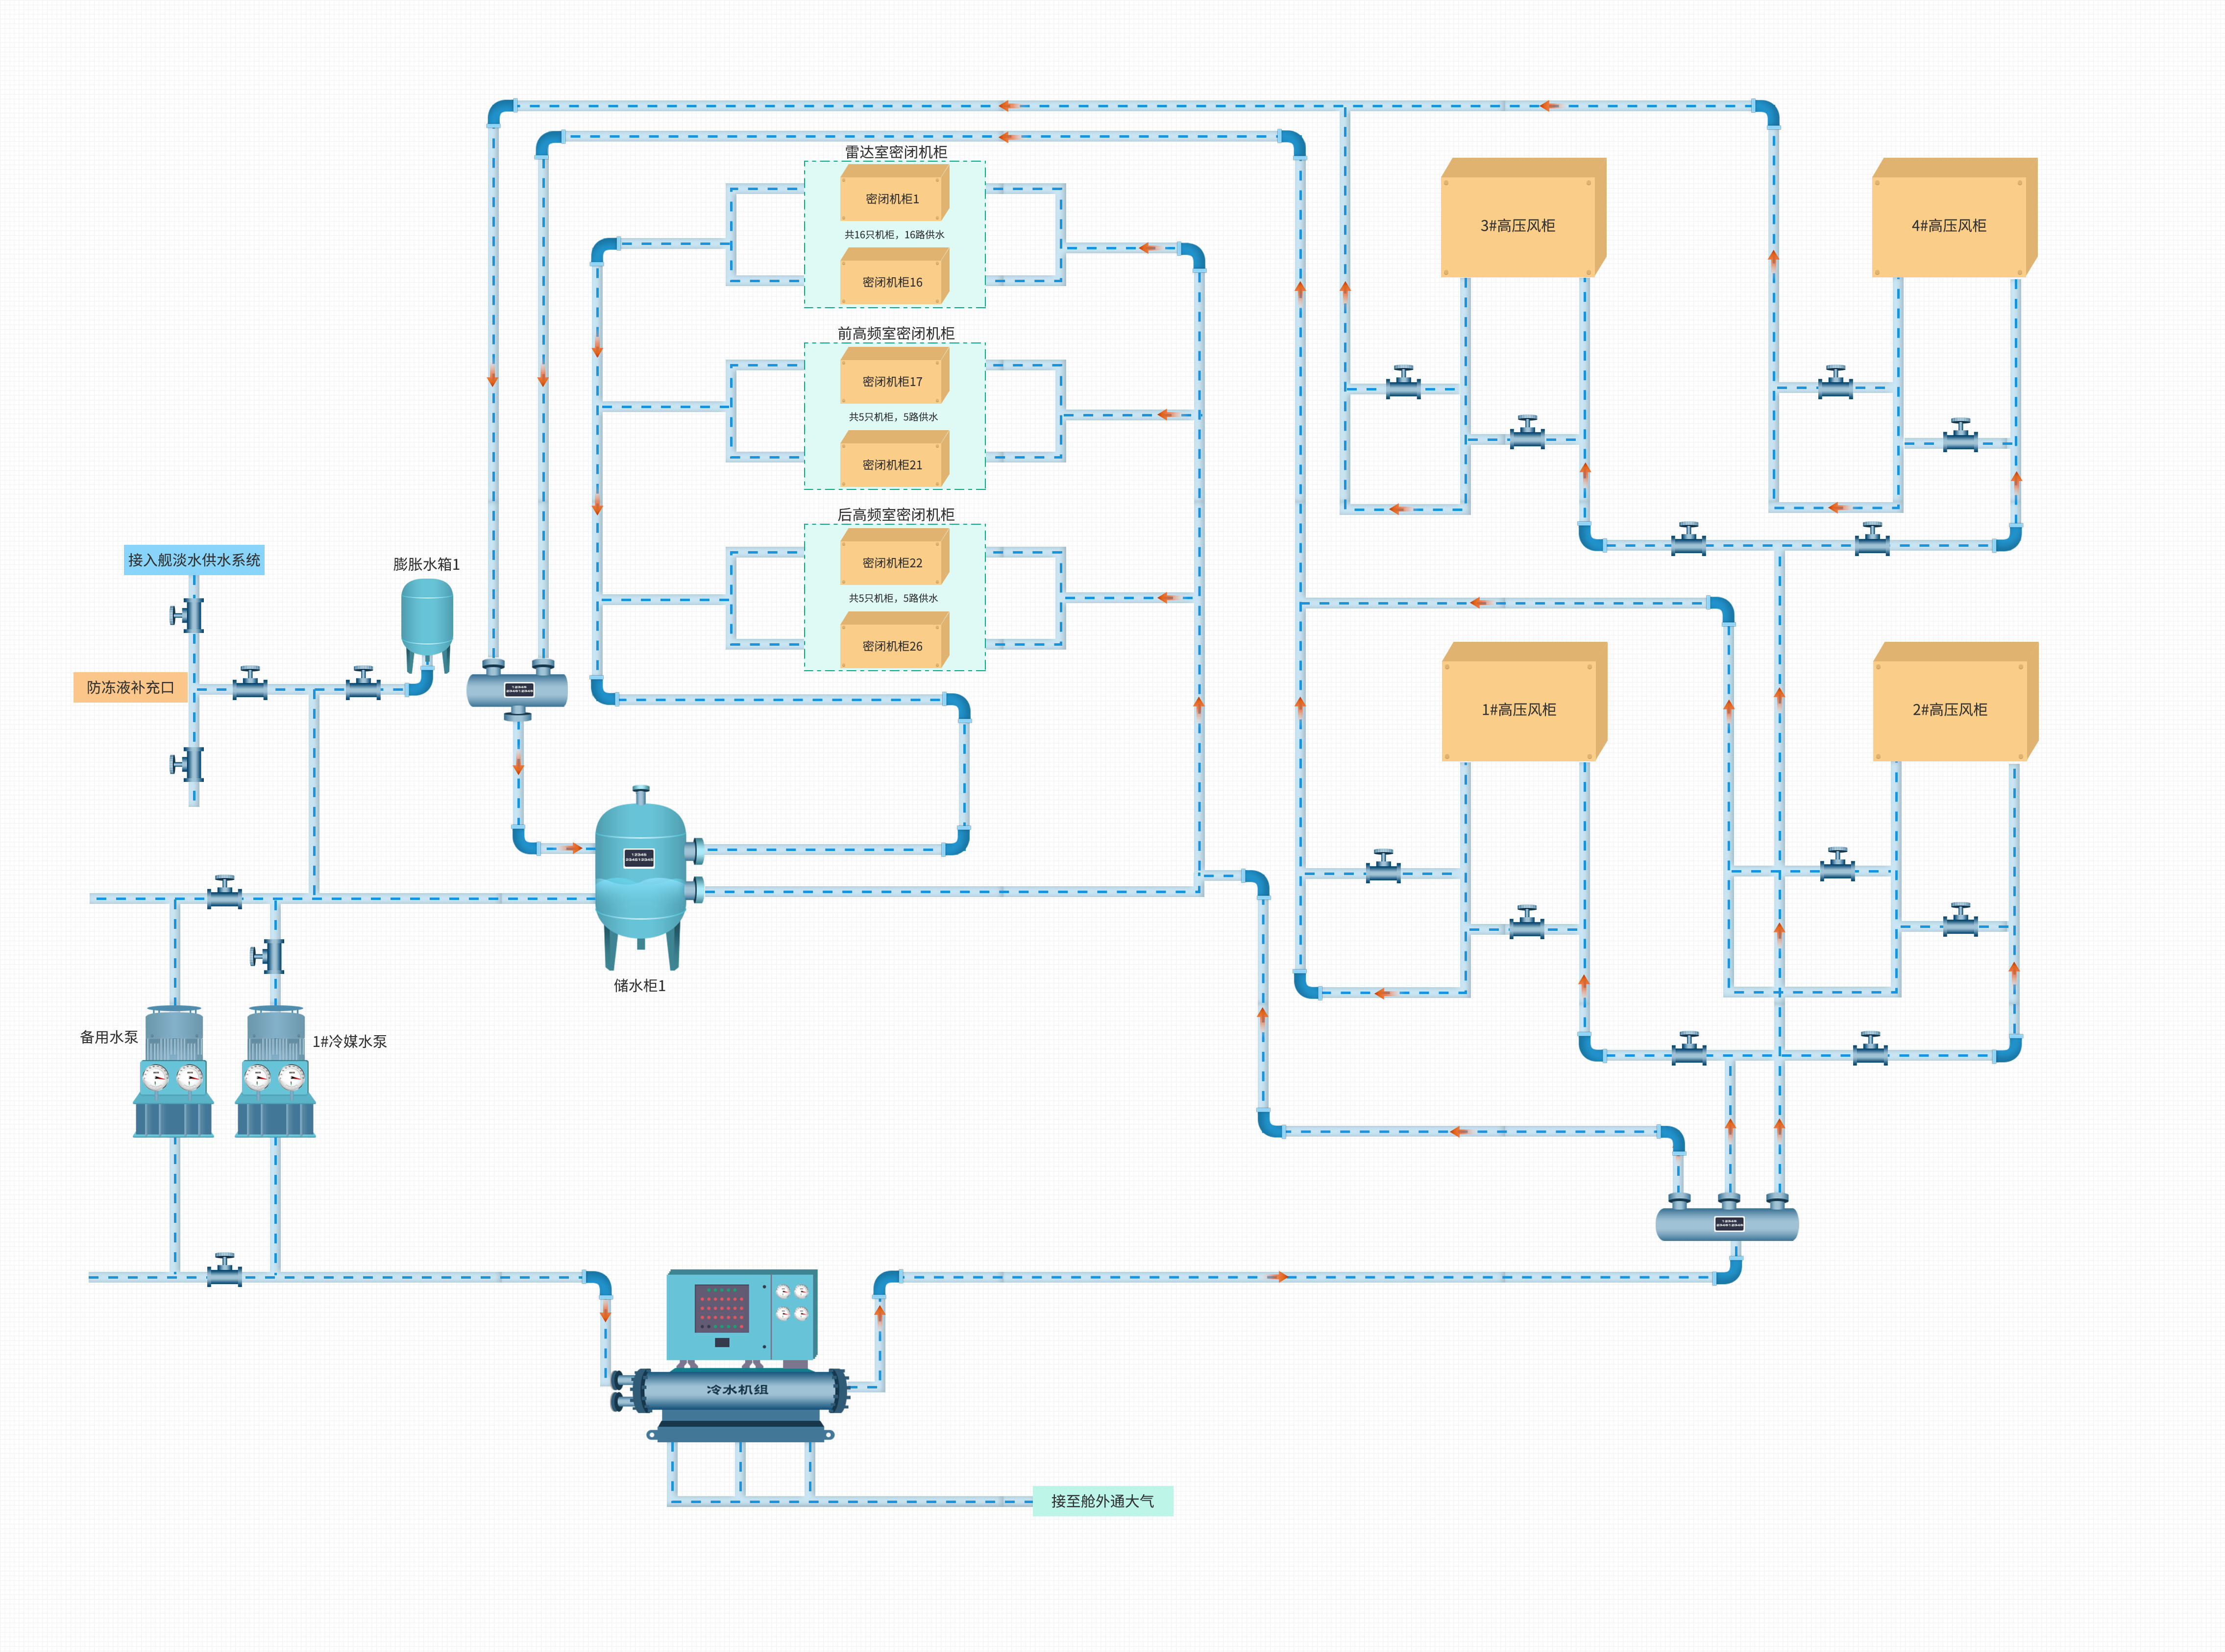 雷达室密闭机柜
密闭机柜1
共16只机柜，16路供水
密闭机柜16
3#高压风柜
4#高压风柜
前高频室密闭机柜
密闭机柜17
共5只机柜，5路供水
密闭机柜21
后高频室密闭机柜
密闭机柜22
共5只机柜，5路供水
密闭机柜26
接入舰淡水供水系统
膨胀水箱1
防冻液补充口
1#高压风柜
2#高压风柜
储水柜1
备用水泵
1#冷媒水泵
冷水机组
接至舱外通大气